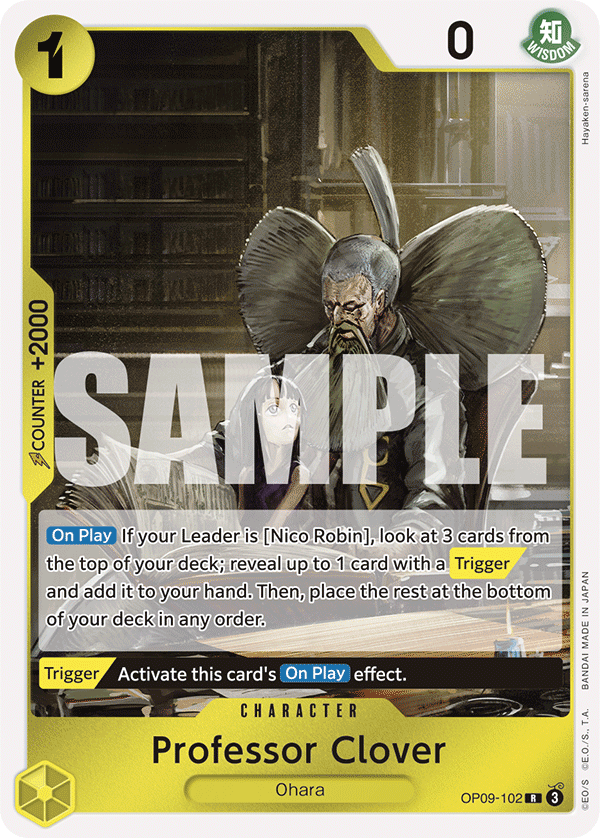 1
0
知
WISDOM
Hayaken-sarena
COUNTER +2000
SAMPLE
On Play If your Leader is [Nico Robin], look at 3 cards from
the top of your deck; reveal up to 1 card with a Trigger
and add it to your hand. Then, place the rest at the bottom
of your deck in any order.
Trigger Activate this card's On Play effect.
CHARACTER
Professor Clover
Ohara
OP09-102 R 3
©EO/S ©E.O./S., T.A. BANDAI MADE IN JAPAN